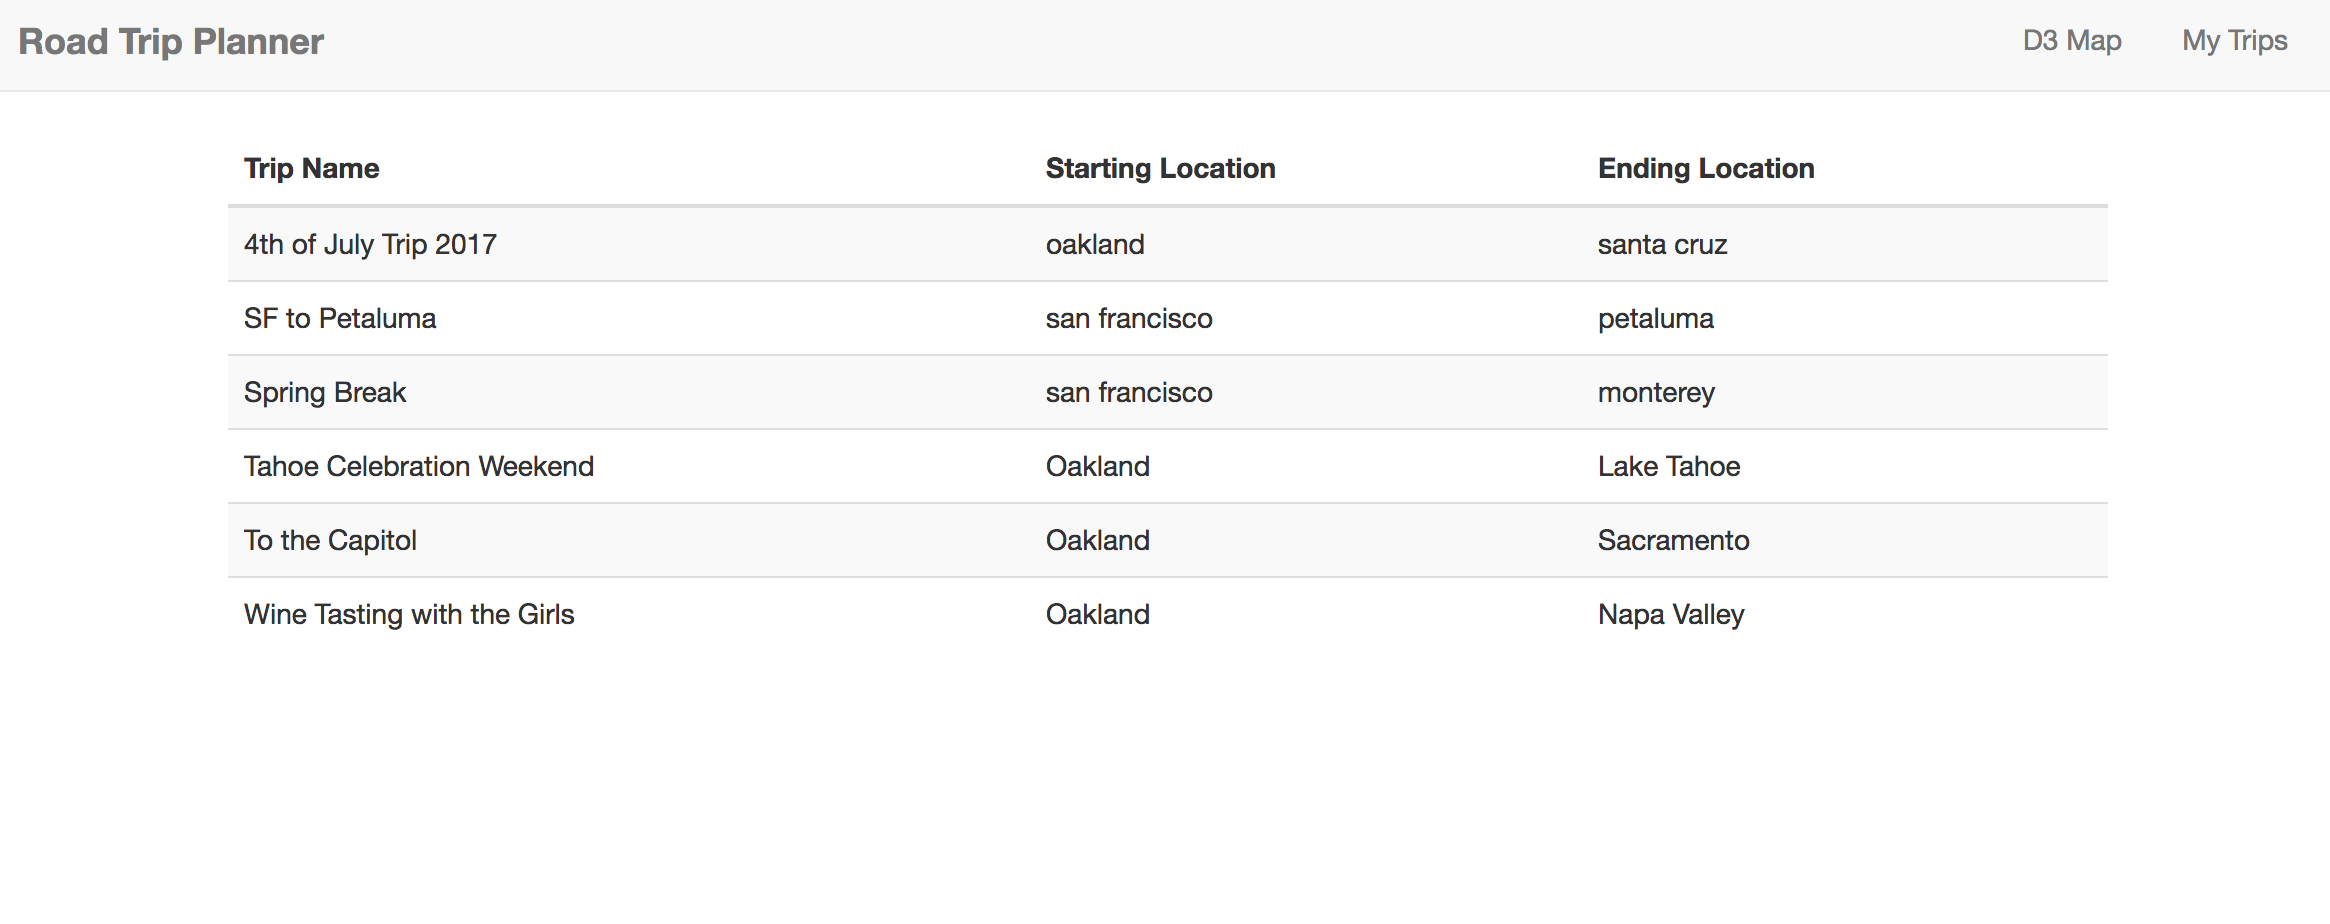 Road Trip Planner D3 Map My Trips
Trip Name Starting Location Ending Location
4th of July Trip 2017 oakland santa cruz
SF to Petaluma san francisco petaluma
Spring Break san francisco monterey
Tahoe Celebration Weekend Oakland Lake Tahoe
To the Capitol Oakland Sacramento
Wine Tasting with the Girls Oakland Napa Valley